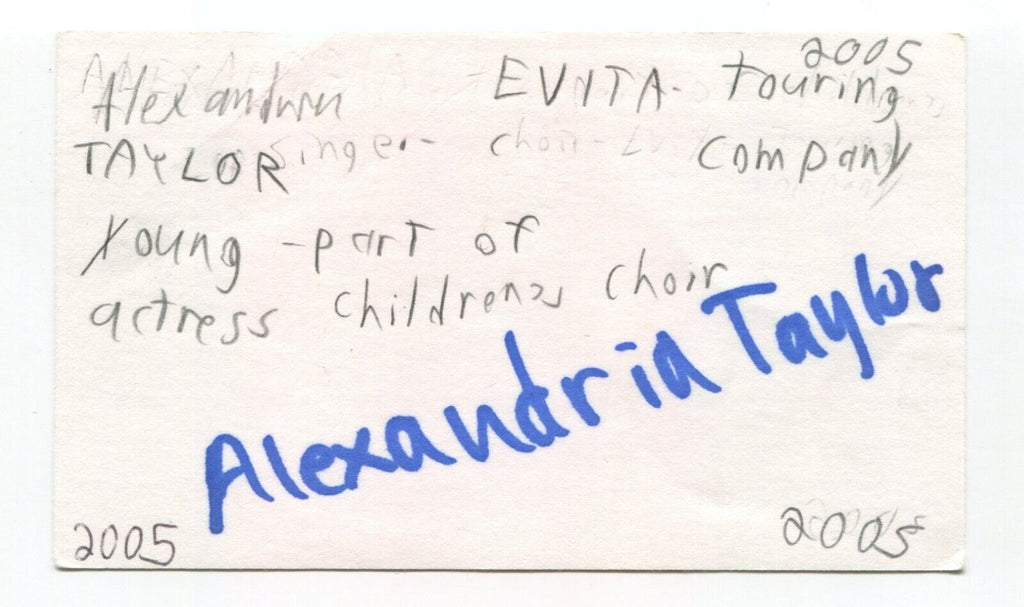 2005
Alexandria EVITA- touring
TAYLOR singer- choir- company
young -part of
actress childrens choir
Alexandria Taylor
2005 2005